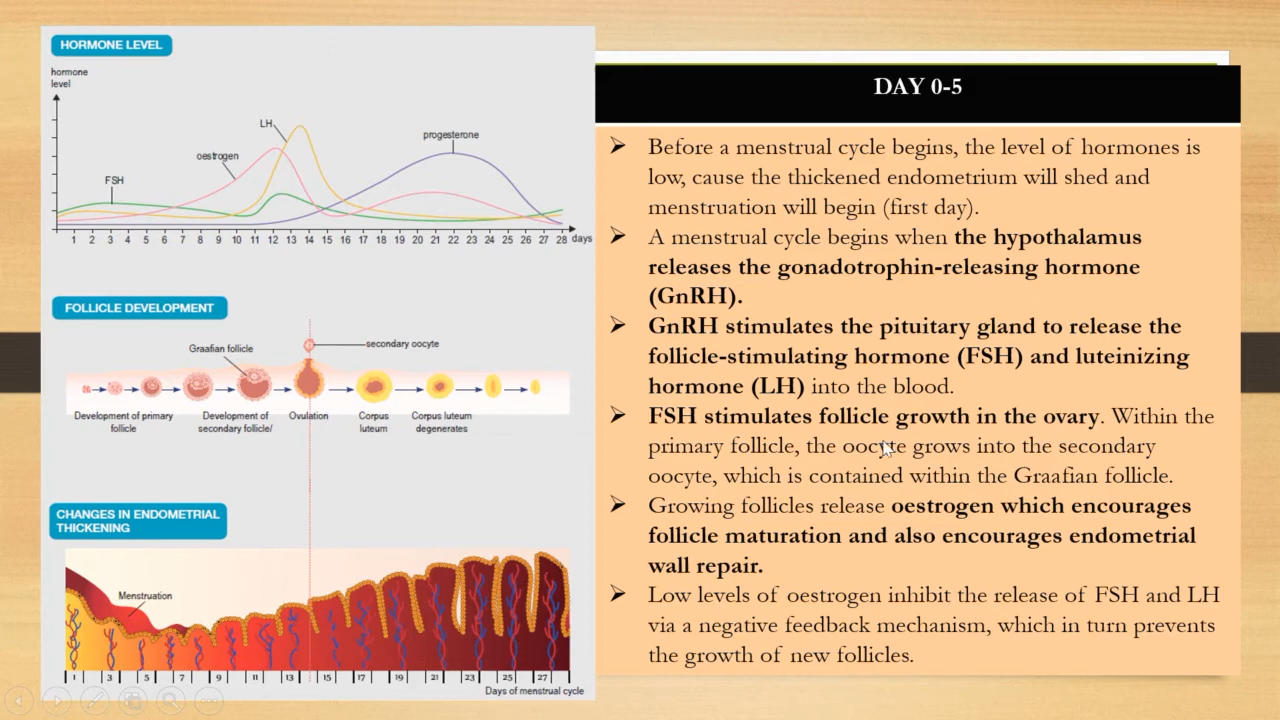 HORMONE LEVEL
hormone
level
LH
progesterone
oestrogen
FSH
1 2 3 4 5 6 7 8 9 10 11 12 13 14 15 16 17 18 19 20 21 22 23 24 25 26 27 28 days
FOLLICLE DEVELOPMENT
Graafian follicle
secondary oocyte
Development of primary
follicle
Development of
secondary follicle/
Ovulation
Corpus
luteum
Corpus luteum
degenerates
CHANGES IN ENDOMETRIAL
THICKENING
Menstruation
1 3 5 7 9 11 13 15 17 19 21 23 25 27
Days of menstrual cycle
DAY 0-5
➢ Before a menstrual cycle begins, the level of hormones is
low, cause the thickened endometrium will shed and
menstruation will begin (first day).
➢ A menstrual cycle begins when the hypothalamus
releases the gonadotrophin-releasing hormone
(GnRH).
➢ GnRH stimulates the pituitary gland to release the
follicle-stimulating hormone (FSH) and luteinizing
hormone (LH) into the blood.
➢ FSH stimulates follicle growth in the ovary. Within the
primary follicle, the oocyte grows into the secondary
oocyte, which is contained within the Graafian follicle.
➢ Growing follicles release oestrogen which encourages
follicle maturation and also encourages endometrial
wall repair.
➢ Low levels of oestrogen inhibit the release of FSH and LH
via a negative feedback mechanism, which in turn prevents
the growth of new follicles.